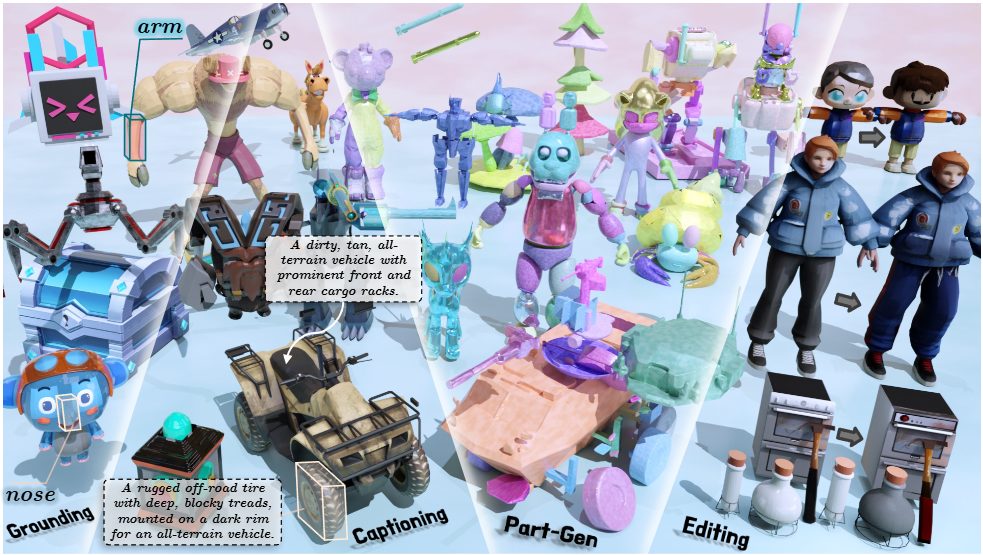 arm
A dirty, tan, all-
terrain vehicle with
prominent front and
rear cargo racks.
nose
A rugged off-road tire
with deep, blocky treads,
mounted on a dark rim
for an all-terrain vehicle.
Grounding
Captioning
Part-Gen
Editing